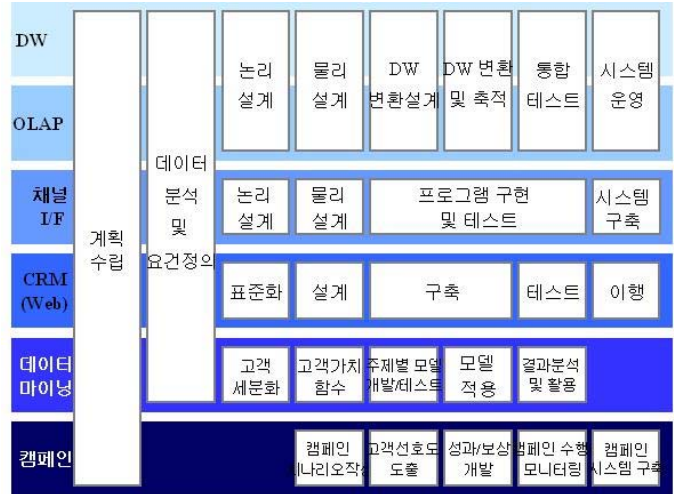 DW
OLAP
채널
I/F
CRM
(Web)
데이터
마이닝
캠페인
계획
수립
데이터
분석
및
요건정의
논리
설계
물리
설계
DW
변환설계
DW 변환
및 축적
통합
테스트
시스템
운영
논리
설계
물리
설계
프로그램 구현
및 테스트
시스템
구축
표준화
설계
구축
테스트
이행
고객
세분화
고객가치
함수
주제별 모델
개발/테스트
모델
적용
결과분석
및 활용
캠페인
시나리오작성
고객선호도
도출
성과/보상
개발
캠페인 수행
모니터링
캠페인
시스템 구축